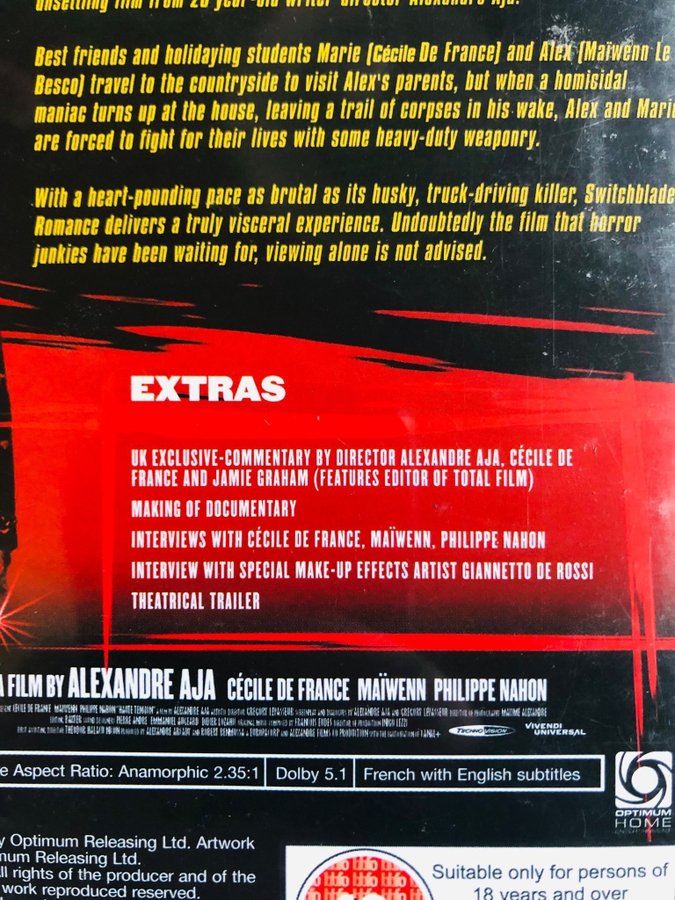 unsettling film from 26 year-old writer-director Alexandre Aja.
Best friends and holidaying students Marie (Cécile De France) and Alex (Maïwenn Le
Besco) travel to the countryside to visit Alex's parents, but when a homisidal
maniac turns up at the house, leaving a trail of corpses in his wake, Alex and Marie
are forced to fight for their lives with some heavy-duty weaponry.
With a heart-pounding pace as brutal as its husky, truck-driving killer, Switchblade
Romance delivers a truly visceral experience. Undoubtedly the film that horror
junkies have been waiting for, viewing alone is not advised.
EXTRAS
UK EXCLUSIVE-COMMENTARY BY DIRECTOR ALEXANDRE AJA, CÉCILE DE
FRANCE AND JAMIE GRAHAM (FEATURES EDITOR OF TOTAL FILM)
MAKING OF DOCUMENTARY
INTERVIEWS WITH CÉCILE DE FRANCE, MAÏWENN, PHILIPPE NAHON
INTERVIEW WITH SPECIAL MAKE-UP EFFECTS ARTIST GIANNETTO DE ROSSI
THEATRICAL TRAILER
A FILM BY ALEXANDRE AJA CÉCILE DE FRANCE MAÏWENN PHILIPPE NAHON
TECHNOVISION
VIVENDI
UNIVERSAL
e Aspect Ratio: Anamorphic 2.35:1 Dolby 5.1 French with English subtitles
OPTIMUM
HOME
ENTERTAINMENT
y Optimum Releasing Ltd. Artwork
mum Releasing Ltd.
ll rights of the producer and of the
work reproduced reserved.
bbfc
Suitable only for persons of
18 years and over